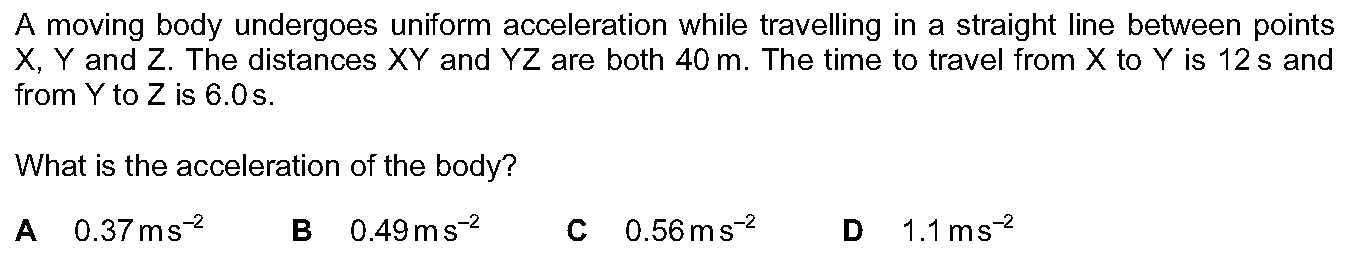 A moving body undergoes uniform acceleration while travelling in a straight line between points
X, Y and Z. The distances XY and YZ are both 40 m. The time to travel from X to Y is 12 s and
from Y to Z is 6.0 s.
What is the acceleration of the body?
A 0.37 m s⁻² B 0.49 m s⁻² C 0.56 m s⁻² D 1.1 m s⁻²